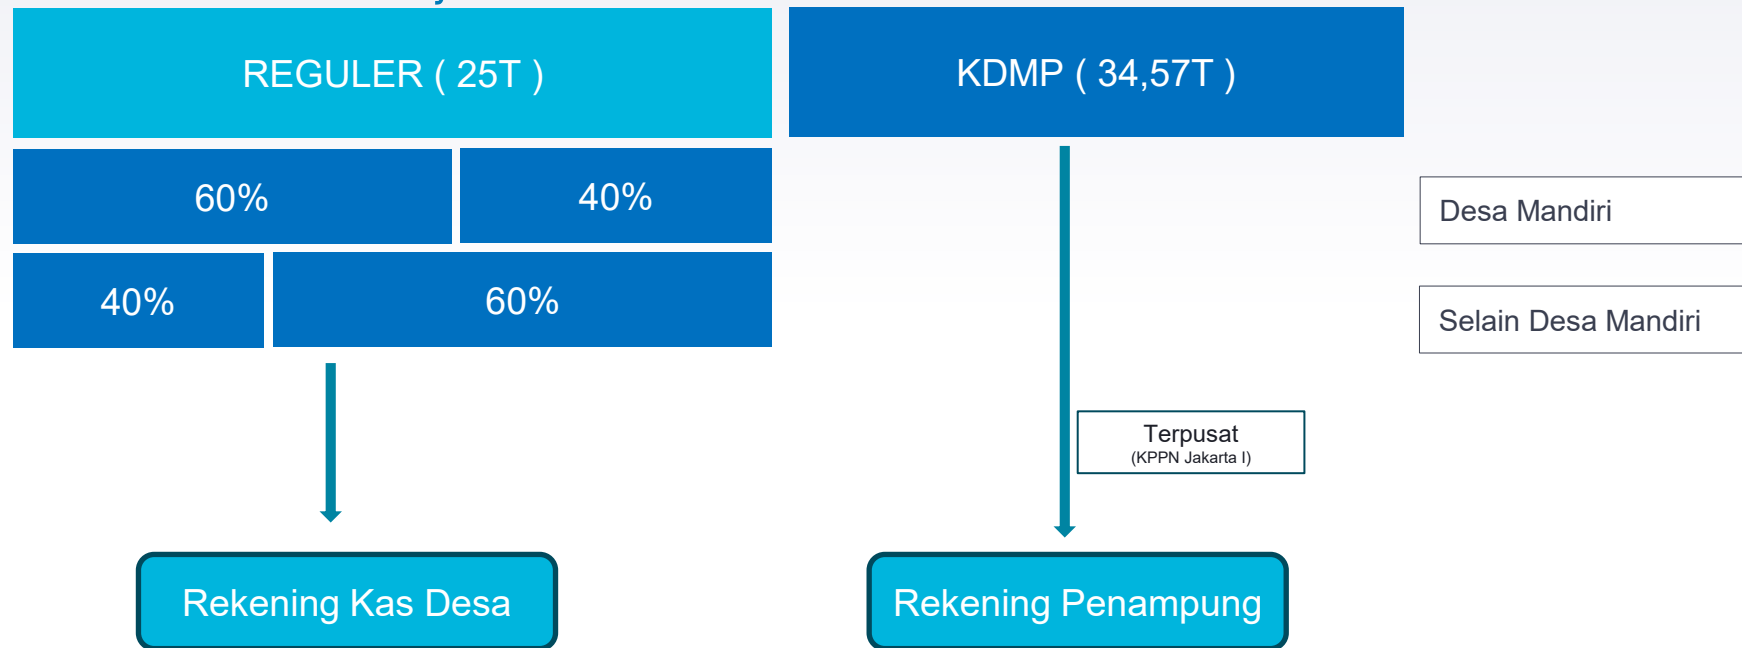 REGULER ( 25T )
KDMP ( 34,57T )
60%
40%
Desa Mandiri
40%
60%
Selain Desa Mandiri
Terpusat
(KPPN Jakarta I)
Rekening Kas Desa
Rekening Penampung